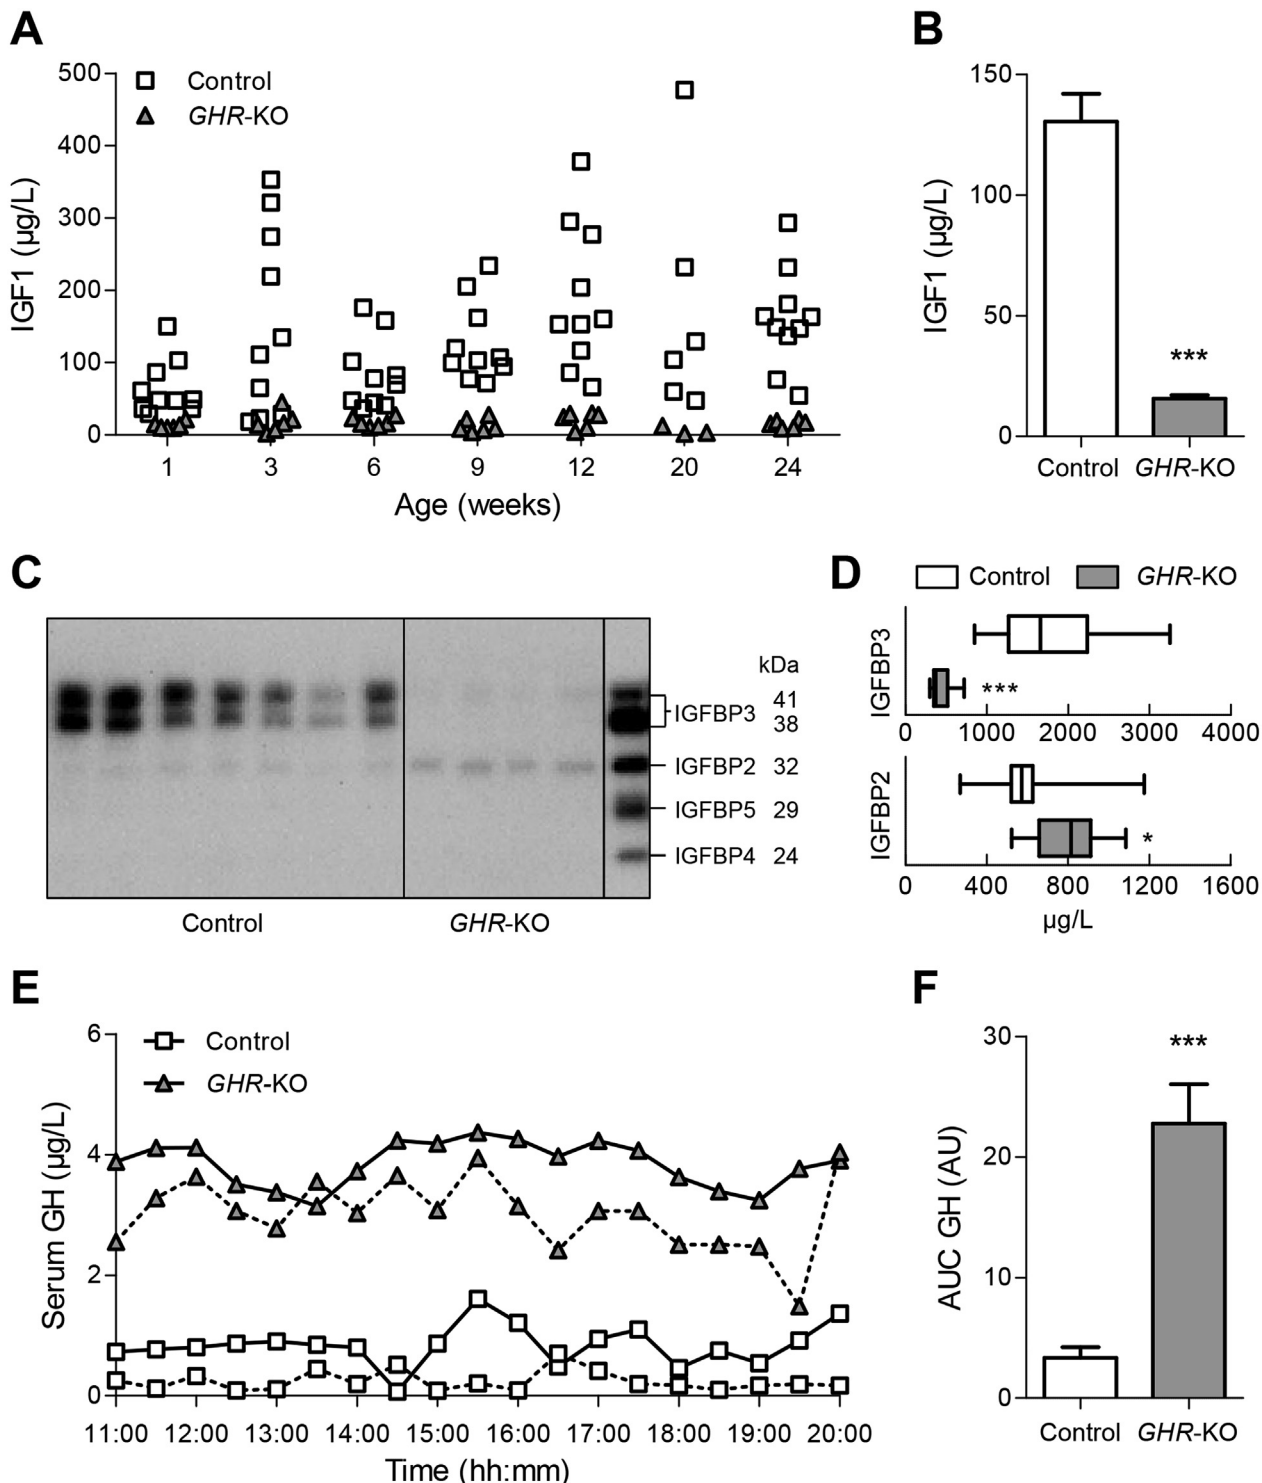 A
B
500
400
300
200
100
0
IGF1 (µg/L)
Control
GHR-KO
1 3 6 9 12 20 24
Age (weeks)
150
100
50
0
IGF1 (µg/L)
***
Control GHR-KO
C
D
kDa
IGFBP3 41
38
IGFBP2 32
IGFBP5 29
IGFBP4 24
Control GHR-KO
Control GHR-KO
IGFBP3
***
0 1000 2000 3000 4000
IGFBP2
*
0 400 800 1200 1600
µg/L
E
F
6
4
2
0
Serum GH (µg/L)
Control
GHR-KO
11:00 12:00 13:00 14:00 15:00 16:00 17:00 18:00 19:00 20:00
Time (hh:mm)
30
20
10
0
AUC GH (AU)
***
Control GHR-KO